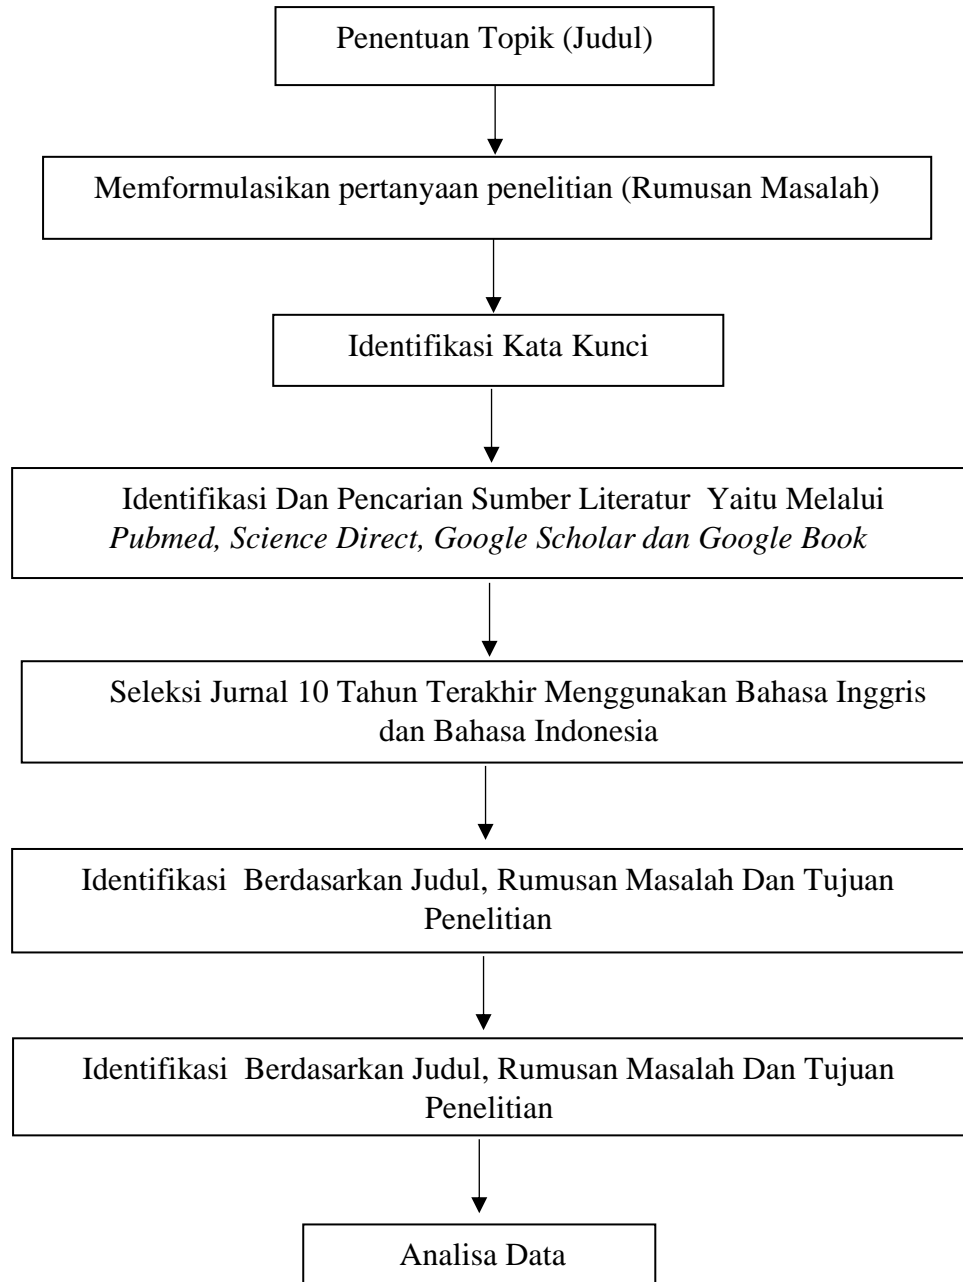 Penentuan Topik (Judul)
Memformulasikan pertanyaan penelitian (Rumusan Masalah)
Identifikasi Kata Kunci
Identifikasi Dan Pencarian Sumber Literatur  Yaitu Melalui
Pubmed, Science Direct, Google Scholar dan Google Book
Seleksi Jurnal 10 Tahun Terakhir Menggunakan Bahasa Inggris
dan Bahasa Indonesia
Identifikasi  Berdasarkan Judul, Rumusan Masalah Dan Tujuan
Penelitian
Identifikasi  Berdasarkan Judul, Rumusan Masalah Dan Tujuan
Penelitian
Analisa Data